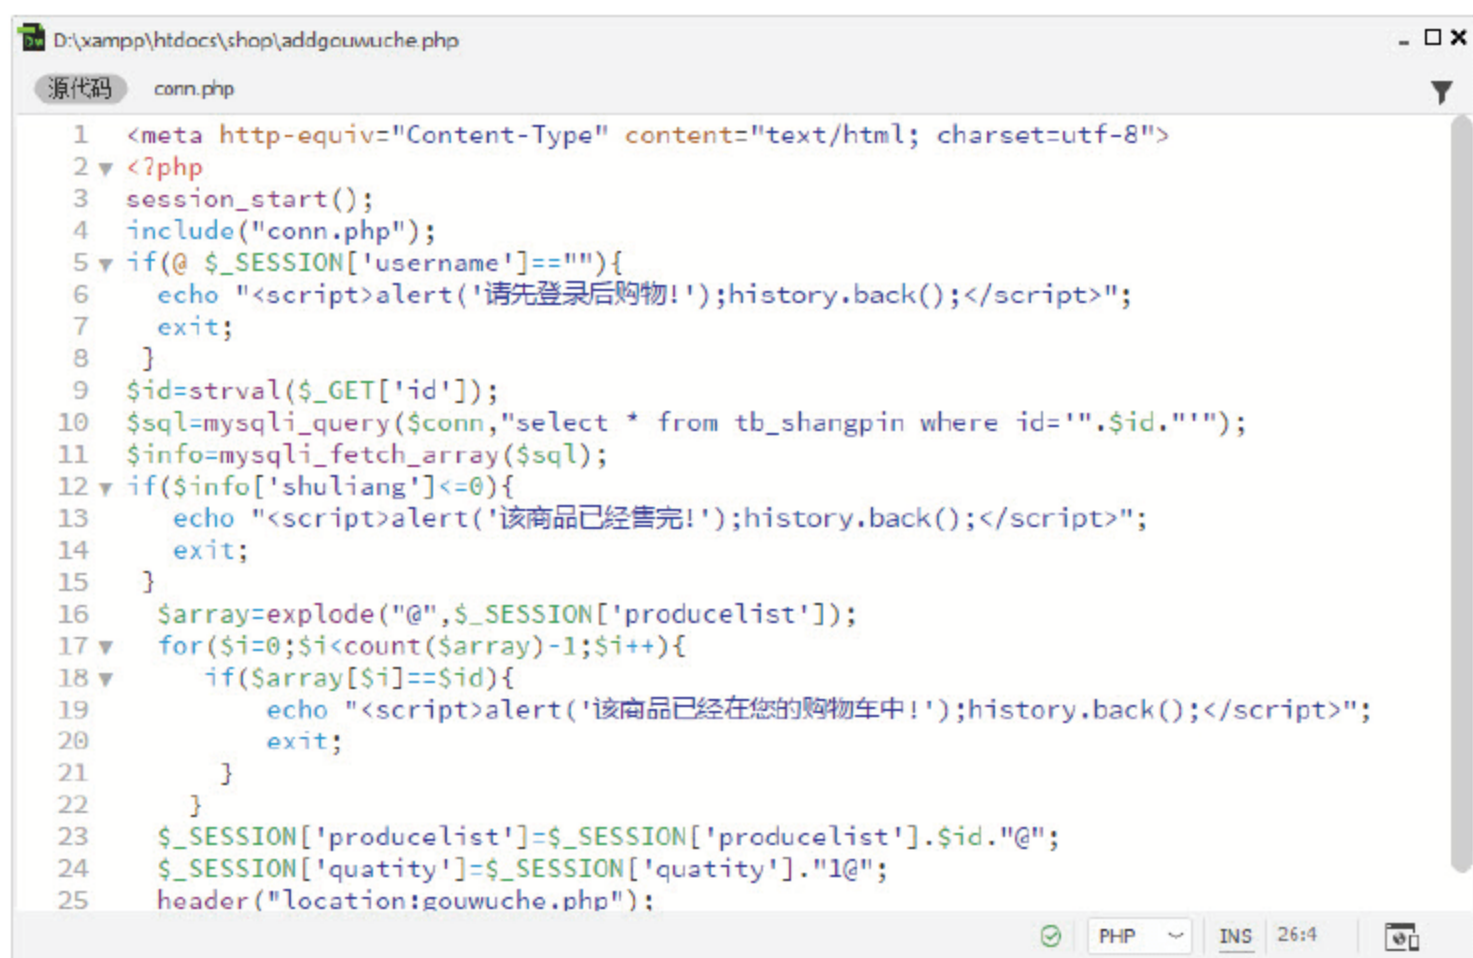 D:\xampp\htdocs\shop\addgouwuche.php
源代码 conn.php
1 <meta http-equiv="Content-Type" content="text/html; charset=utf-8">
2 <?php
3 session_start();
4 include("conn.php");
5 if(@ $_SESSION['username']==""){
6 echo "<script>alert('请先登录后购物!');history.back();</script>";
7 exit;
8 }
9 $id=strval($_GET['id']);
10 $sql=mysqli_query($conn,"select * from tb_shangpin where id='".$id."'");
11 $info=mysqli_fetch_array($sql);
12 if($info['shuliang']<=0){
13 echo "<script>alert('该商品已经售完!');history.back();</script>";
14 exit;
15 }
16 $array=explode("@",$_SESSION['producelist']);
17 for($i=0;$i<count($array)-1;$i++){
18 if($array[$i]==$id){
19 echo "<script>alert('该商品已经在您的购物车中!');history.back();</script>";
20 exit;
21 }
22 }
23 $_SESSION['producelist']=$_SESSION['producelist'].$id."@";
24 $_SESSION['quatity']=$_SESSION['quatity']."1@";
25 header("location:gouwuche.php");
PHP INS 26:4